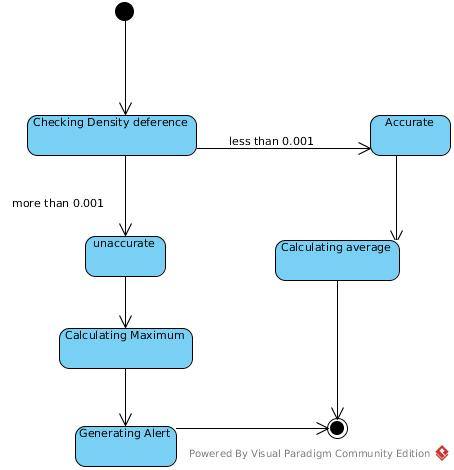 Checking Density deference
Accurate
less than 0.001
more than 0.001
unaccurate
Calculating average
Calculating Maximum
Generating Alert
Powered By Visual Paradigm Community Edition